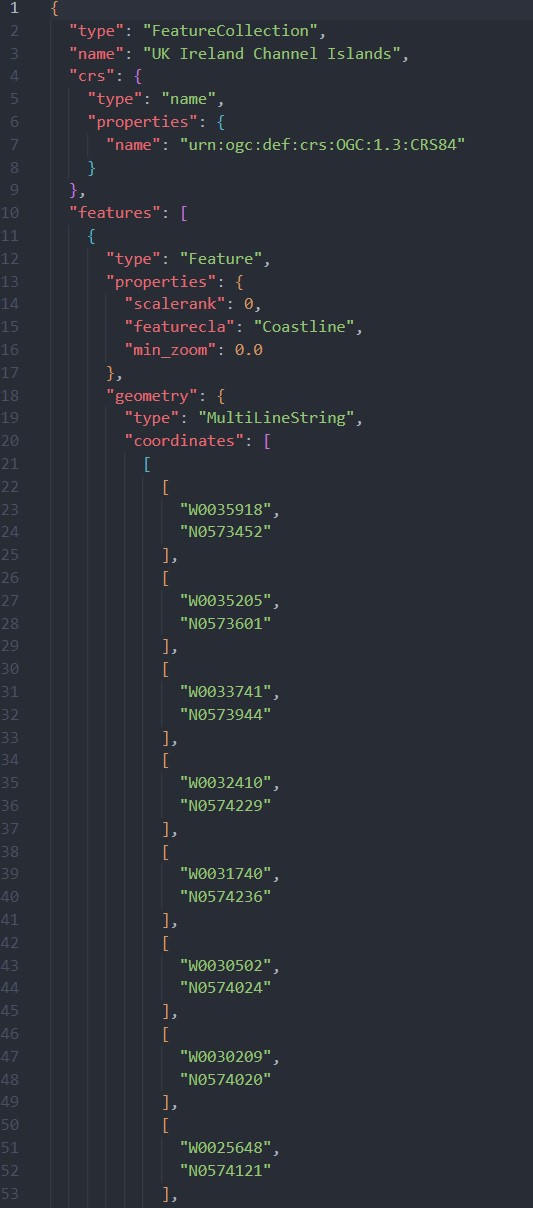 1 {
2 "type": "FeatureCollection",
3 "name": "UK Ireland Channel Islands",
4 "crs": {
5 "type": "name",
6 "properties": {
7 "name": "urn:ogc:def:crs:OGC:1.3:CRS84"
8 }
9 },
10 "features": [
11 {
12 "type": "Feature",
13 "properties": {
14 "scalerank": 0,
15 "featurecla": "Coastline",
16 "min_zoom": 0.0
17 },
18 "geometry": {
19 "type": "MultiLineString",
20 "coordinates": [
21 [
22 [
23 "W0035918",
24 "N0573452"
25 ],
26 [
27 "W0035205",
28 "N0573601"
29 ],
30 [
31 "W0033741",
32 "N0573944"
33 ],
34 [
35 "W0032410",
36 "N0574229"
37 ],
38 [
39 "W0031740",
40 "N0574236"
41 ],
42 [
43 "W0030502",
44 "N0574024"
45 ],
46 [
47 "W0030209",
48 "N0574020"
49 ],
50 [
51 "W0025648",
52 "N0574121"
53 ],